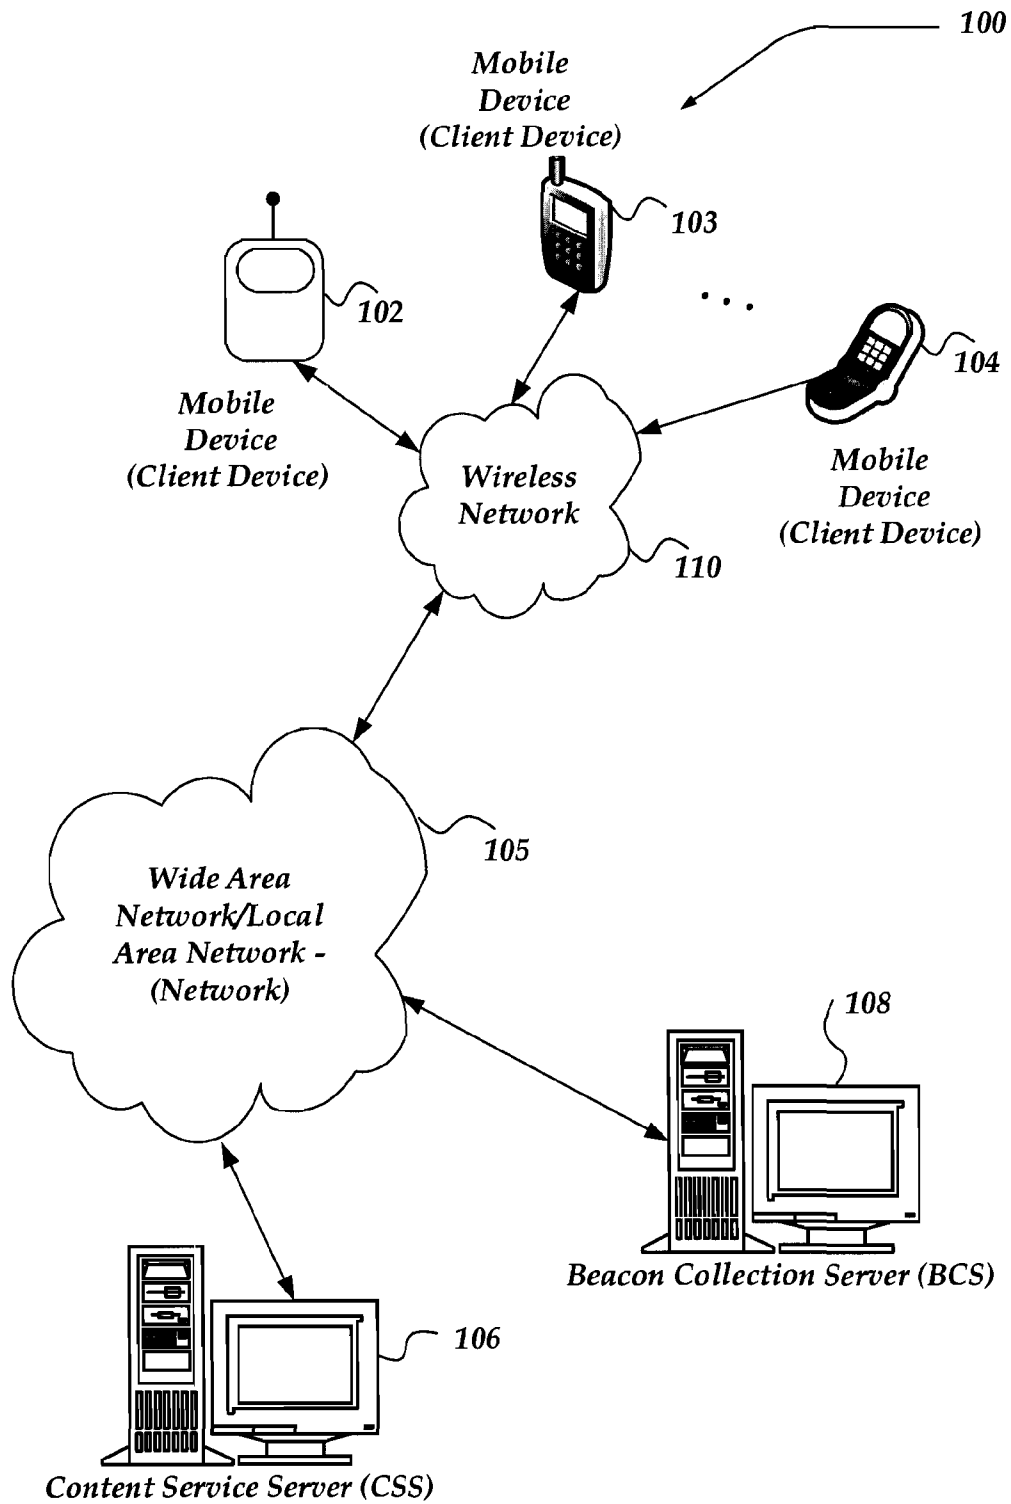 100
Mobile
Device
(Client Device)
103
102
. . .
104
Mobile
Device
(Client Device)
Mobile
Device
(Client Device)
Wireless
Network
110
105
Wide Area
Network/Local
Area Network -
(Network)
108
Beacon Collection Server (BCS)
106
Content Service Server (CSS)